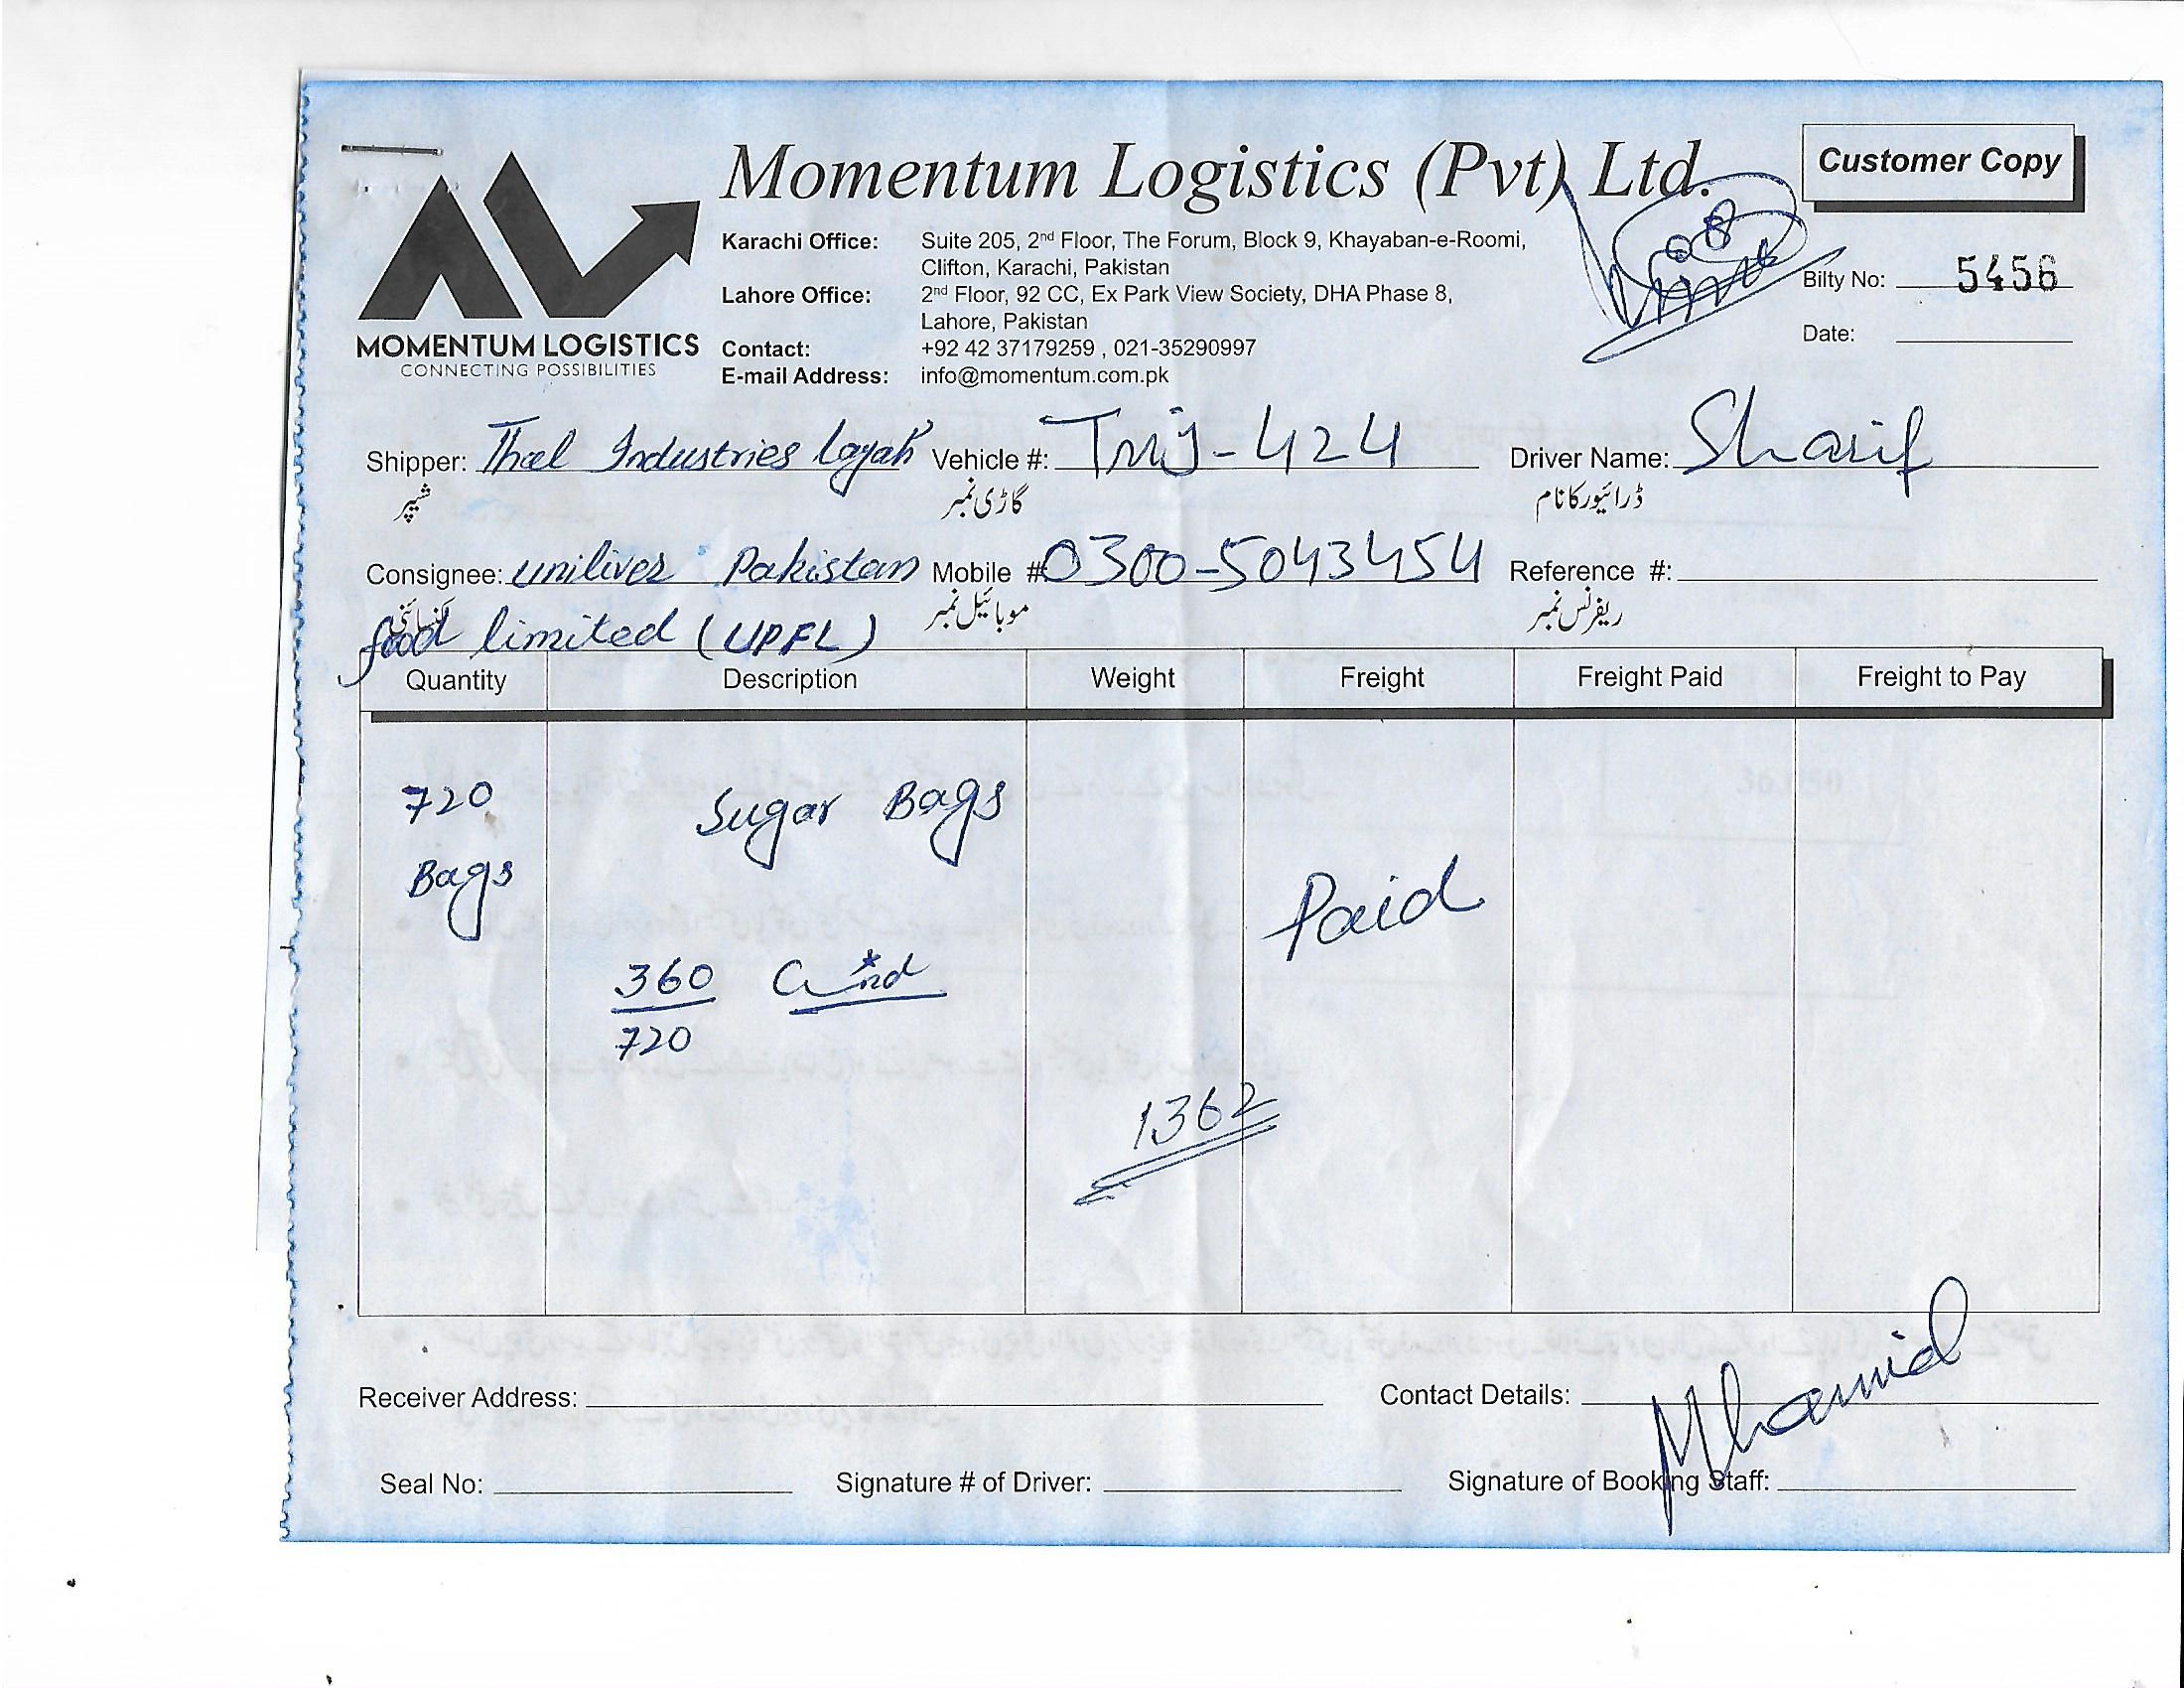 Momentum Logistics (Pvt) Ltd.
Customer Copy
MOMENTUM LOGISTICS
CONNECTING POSSIBILITIES
Karachi Office: Suite 205, 2nd Floor, The Forum, Block 9, Khayaban-e-Roomi,
Clifton, Karachi, Pakistan
Lahore Office: 2nd Floor, 92 CC, Ex Park View Society, DHA Phase 8,
Lahore, Pakistan
Contact: +92 42 37179259 , 021-35290997
E-mail Address: info@momentum.com.pk
Bilty No: 5456
Date:
Shipper: Thal Industries layah Vehicle #: TMJ-424 Driver Name: Sharif
شیپر گاڑی نمبر ڈرائیور کا نام
Consignee: uniliver Pakistan Mobile # 0300-5043454 Reference #:
موبائیل نمبر ریفرنس نمبر
food limited (UPFL)
Quantity Description Weight Freight Freight Paid Freight to Pay
720 Sugar Bags
Bags Paid
360
720
1362
Receiver Address: Contact Details:
Mhamid
Seal No: Signature # of Driver: Signature of Booking Staff: